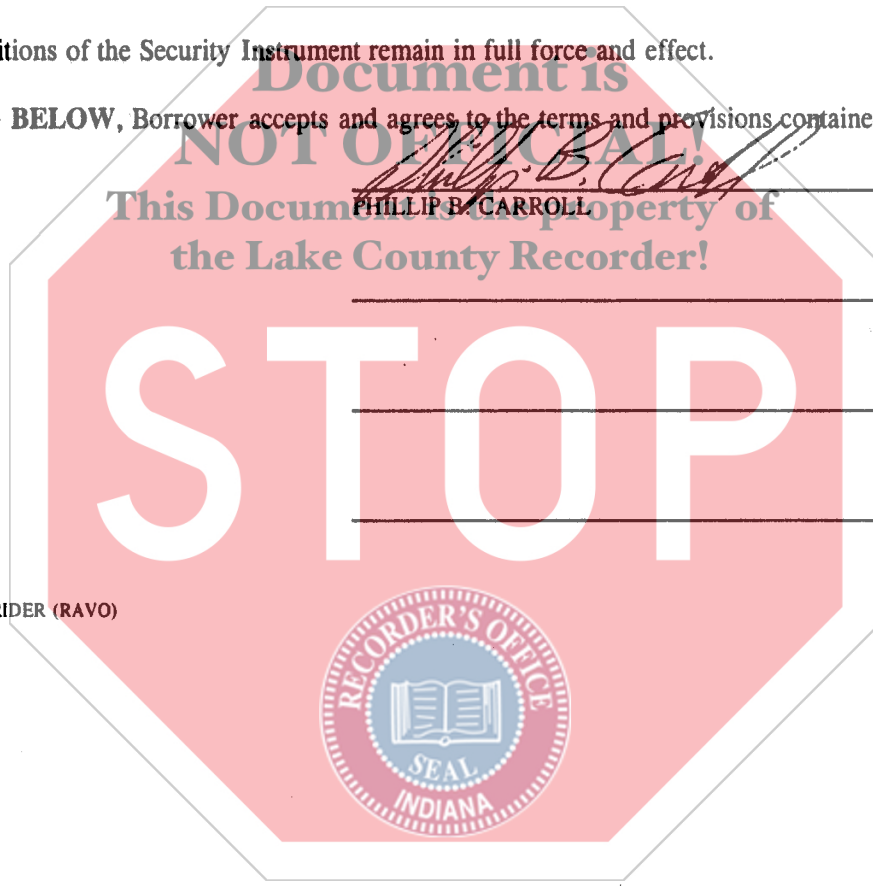 itions of the Security Instrument remain in full force and effect.
Document is
BELOW, Borrower accepts and agrees to the terms and provisions containe
NOT OFFICIAL!
Phillip B. Carroll
This Document is the property of
PHILLIP B. CARROLL
the Lake County Recorder!
STOP
RIDER (RAVO)
RECORDER'S OFFICE
SEAL
INDIANA